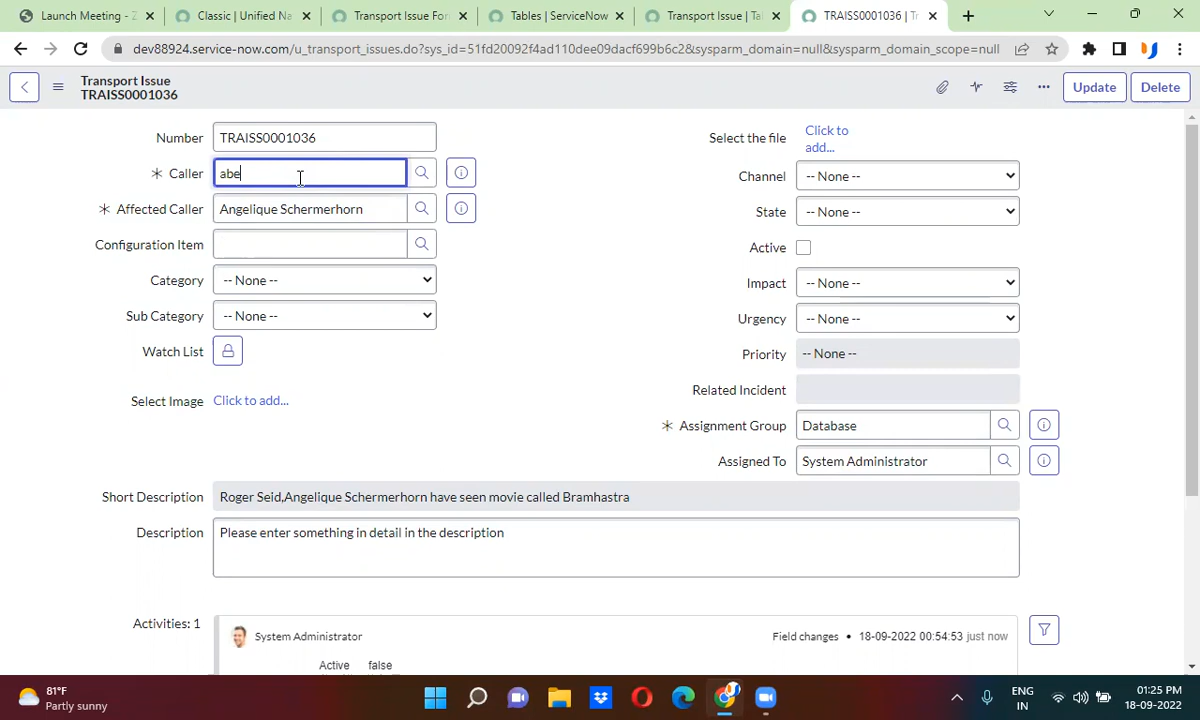 Launch Meeting - Z
Classic | Unified Na
Transport Issue For
Tables | ServiceNow
Transport Issue | Ta
TRAISS0001036 | Tr
dev88924.service-now.com/u_transport_issues.do?sys_id=51fd20092f4ad110dee09dacf699b6c2&sysparm_domain=null&sysparm_domain_scope=null
Transport Issue
TRAISS0001036
Update
Delete
Number TRAISS0001036
Caller abe
Affected Caller Angelique Schermerhorn
Configuration Item
Category -- None --
Sub Category -- None --
Watch List
Select Image Click to add...
Select the file Click to
add...
Channel -- None --
State -- None --
Active
Impact -- None --
Urgency -- None --
Priority -- None --
Related Incident
Assignment Group Database
Assigned To System Administrator
Short Description Roger Seid,Angelique Schermerhorn have seen movie called Bramhastra
Description Please enter something in detail in the description
Activities: 1
System Administrator Field changes • 18-09-2022 00:54:53 just now
Active false
81°F
Partly sunny
ENG
IN
01:25 PM
18-09-2022